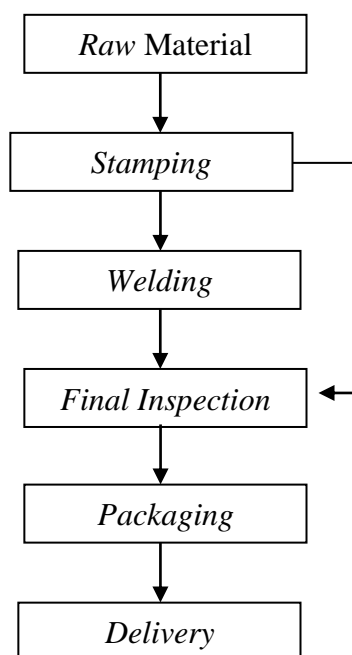 Raw Material
Stamping
Welding
Final Inspection
Packaging
Delivery